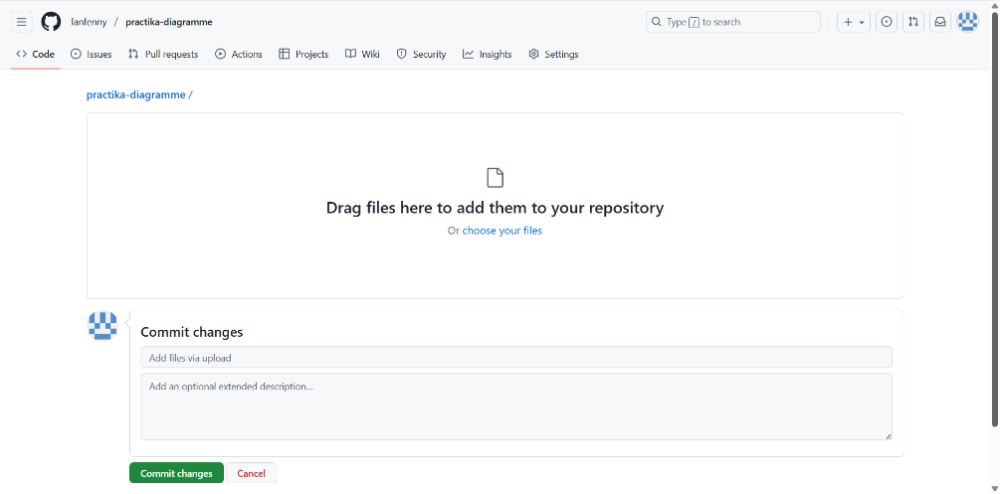 lanfenny / practika-diagramme
Type / to search
Code Issues Pull requests Actions Projects Wiki Security Insights Settings
practika-diagramme /
Drag files here to add them to your repository
Or choose your files
Commit changes
Add files via upload
Add an optional extended description...
Commit changes Cancel